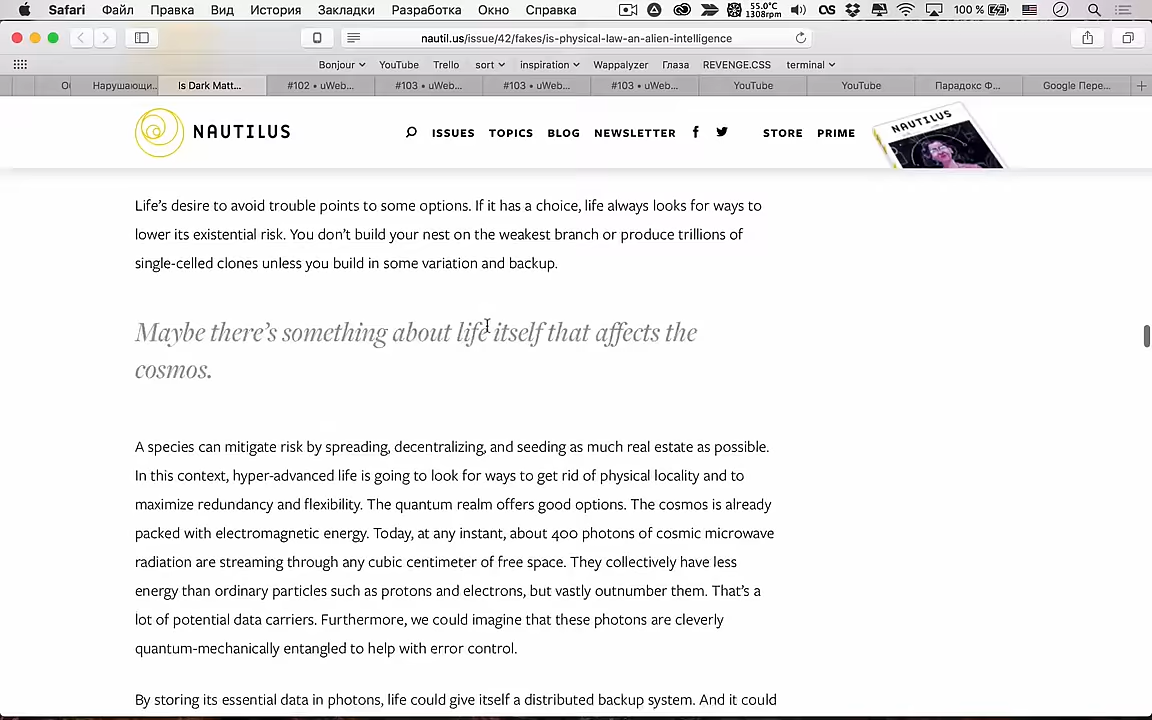 Safari Файл Правка Вид История Закладки Разработка Окно Справка 55.0°C 1308rpm 100 %
nautil.us/issue/42/fakes/is-physical-law-an-alien-intelligence
Bonjour YouTube Trello sort inspiration Wappalyzer Глаза REVENGE.CSS terminal
Нарушающи... Is Dark Matt... #102 • uWeb... #103 • uWeb... #103 • uWeb... #103 • uWeb... YouTube YouTube Парадокс Ф... Google Пере...
NAUTILUS ISSUES TOPICS BLOG NEWSLETTER STORE PRIME NAUTILUS
Life’s desire to avoid trouble points to some options. If it has a choice, life always looks for ways to
lower its existential risk. You don’t build your nest on the weakest branch or produce trillions of
single-celled clones unless you build in some variation and backup.
Maybe there’s something about life itself that affects the
cosmos.
A species can mitigate risk by spreading, decentralizing, and seeding as much real estate as possible.
In this context, hyper-advanced life is going to look for ways to get rid of physical locality and to
maximize redundancy and flexibility. The quantum realm offers good options. The cosmos is already
packed with electromagnetic energy. Today, at any instant, about 400 photons of cosmic microwave
radiation are streaming through any cubic centimeter of free space. They collectively have less
energy than ordinary particles such as protons and electrons, but vastly outnumber them. That’s a
lot of potential data carriers. Furthermore, we could imagine that these photons are cleverly
quantum-mechanically entangled to help with error control.
By storing its essential data in photons, life could give itself a distributed backup system. And it could